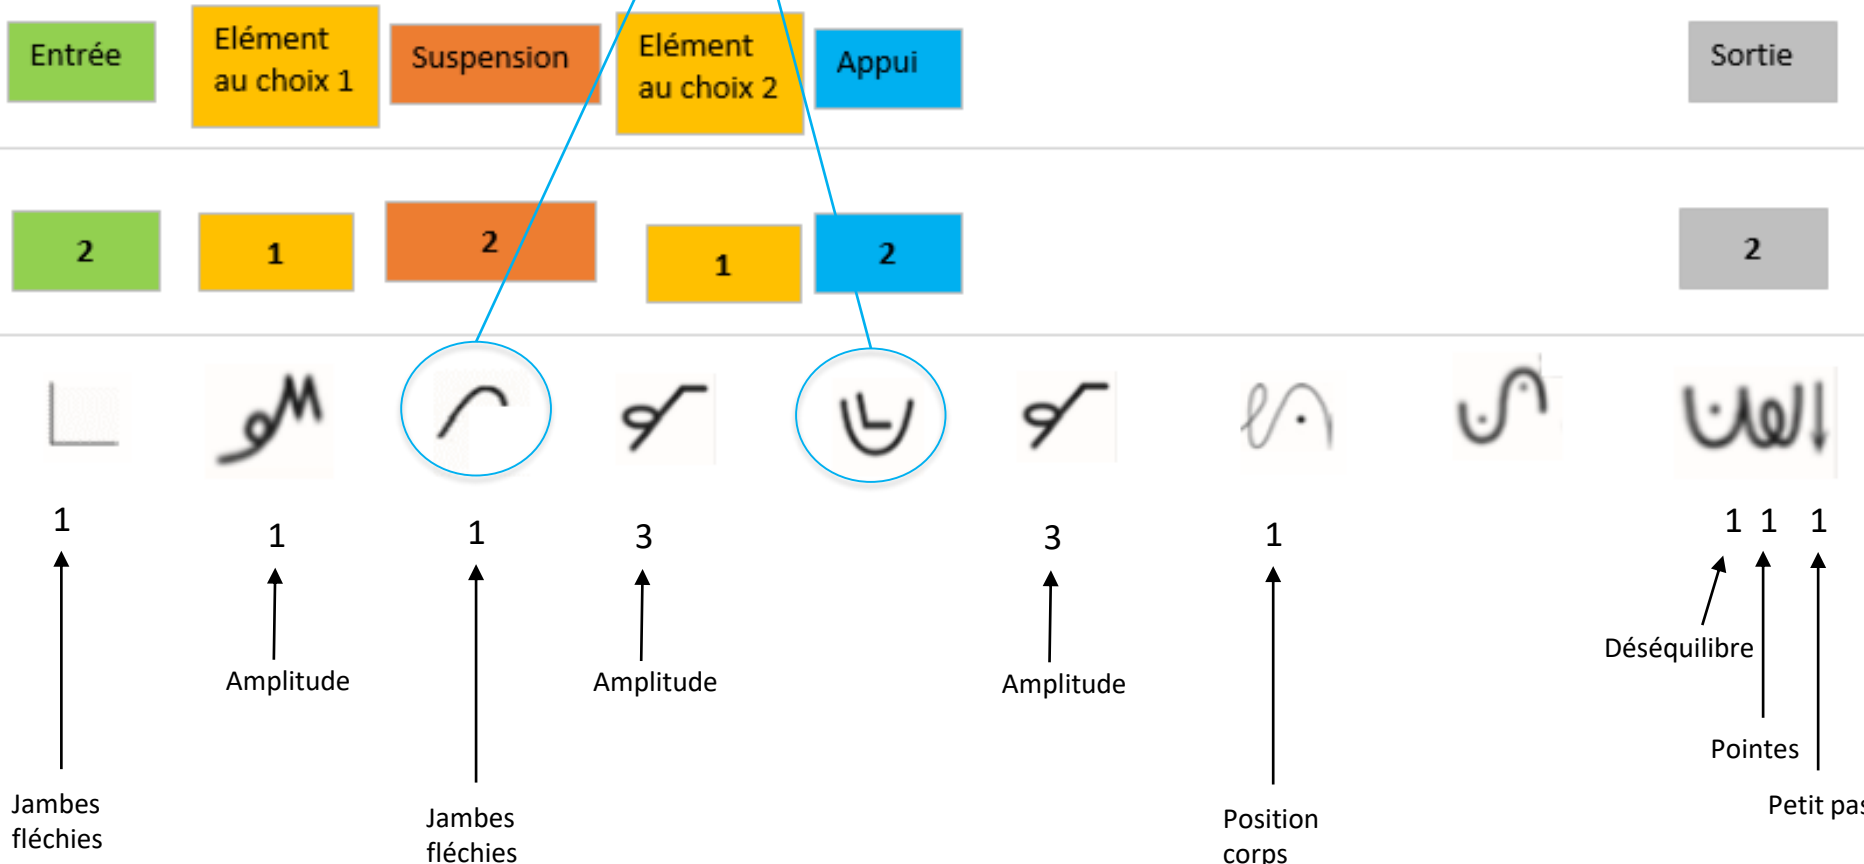 Entrée
Elément
au choix 1
Suspension
Elément
au choix 2
Appui
Sortie
2
1
2
1
2
2
1
1
1
3
3
1
1 1 1
Amplitude
Amplitude
Amplitude
Déséquilibre
Pointes
Jambes
fléchies
Jambes
fléchies
Position
corps
Petit pas